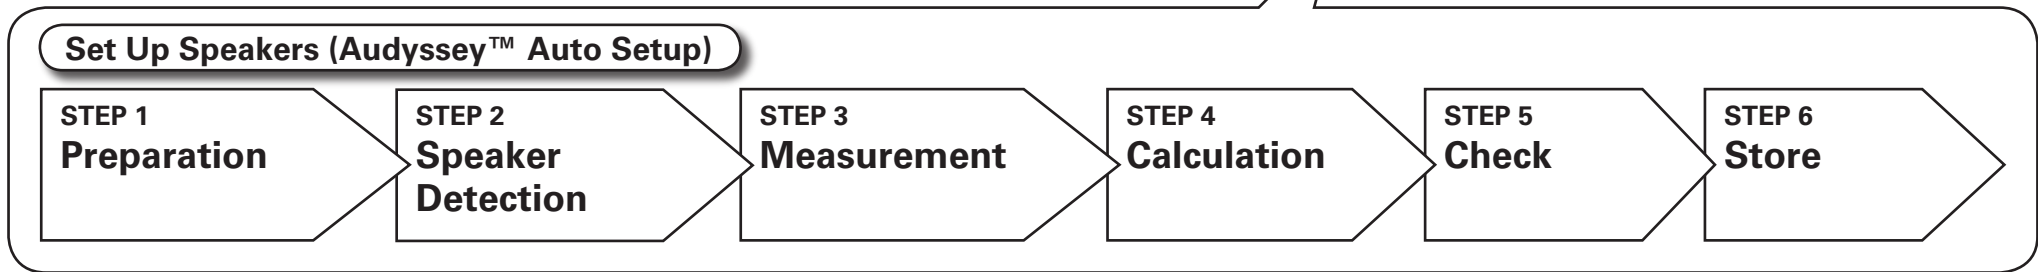 Set Up Speakers (Audyssey™ Auto Setup)
STEP 1
Preparation
STEP 2
Speaker
Detection
STEP 3
Measurement
STEP 4
Calculation
STEP 5
Check
STEP 6
Store